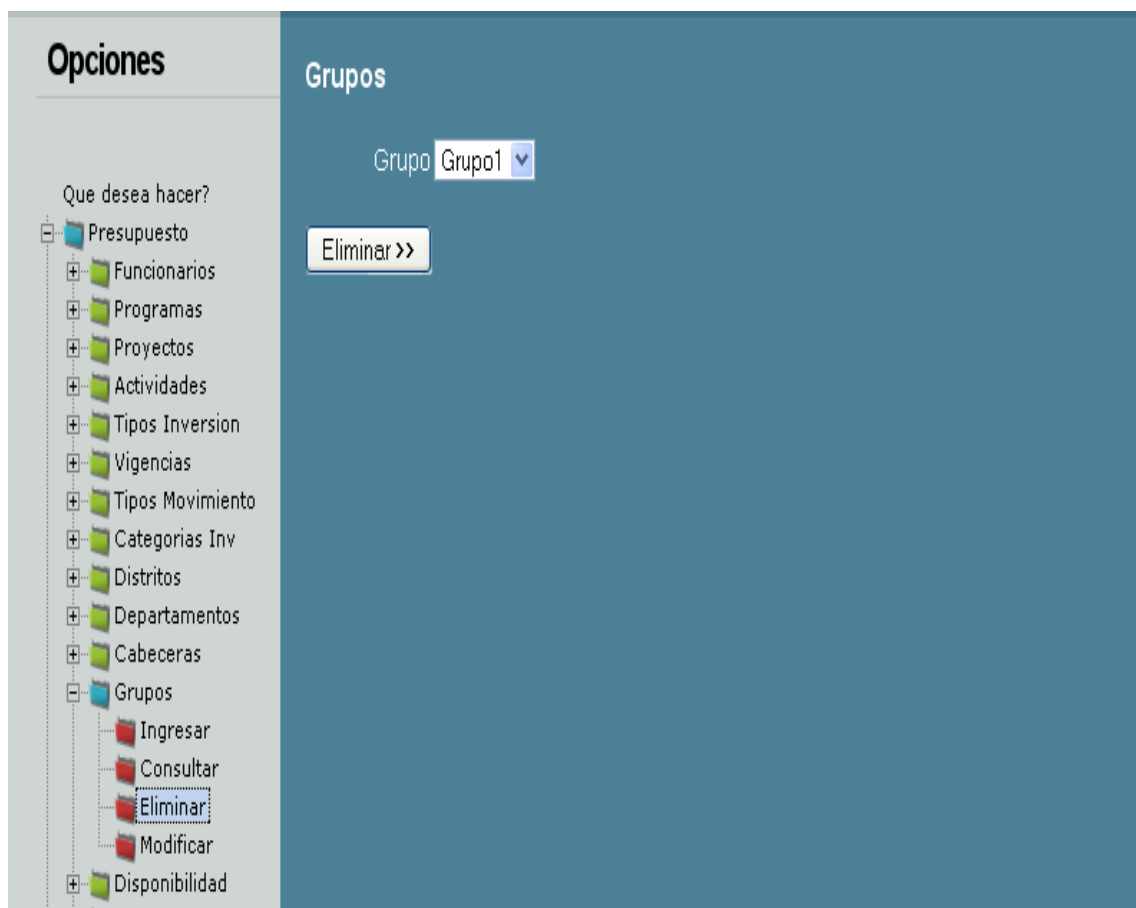 Opciones
Que desea hacer?
Presupuesto
Funcionarios
Programas
Proyectos
Actividades
Tipos Inversion
Vigencias
Tipos Movimiento
Categorias Inv
Distritos
Departamentos
Cabeceras
Grupos
Ingresar
Consultar
Eliminar
Modificar
Disponibilidad
Grupos
Grupo Grupo1
Eliminar >>